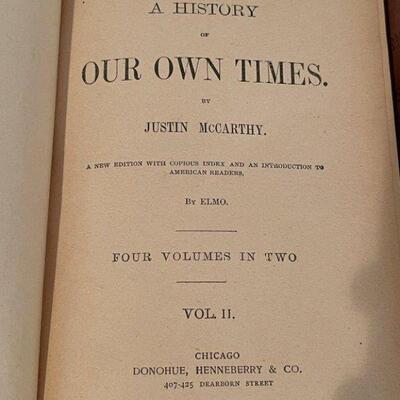 A HISTORY
OF
OUR OWN TIMES.
BY
JUSTIN McCARTHY.
A NEW EDITION WITH COPIOUS INDEX AND AN INTRODUCTION TO
AMERICAN READERS,
By ELMO.
FOUR VOLUMES IN TWO
VOL. II.
CHICAGO
DONOHUE, HENNEBERRY & CO.
407-425 DEARBORN STREET